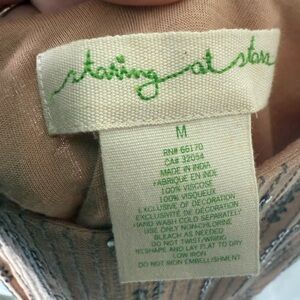 staring at stars
M
RN# 66170
CA# 32054
MADE IN INDIA
FABRIQUE EN INDE
100% VISCOSE
100% VISCOSE
EXCLUSIVE OF DECORATION
EXCLUSIVITÉ DE DÉCORATION
HAND WASH COLD SEPARATELY
USE ONLY NON-CHLORINE
BLEACH AS NEEDED
DO NOT TWIST/WRING
RESHAPE AND LAY FLAT TO DRY
LOW IRON
DO NOT IRON EMBELLISHMENT